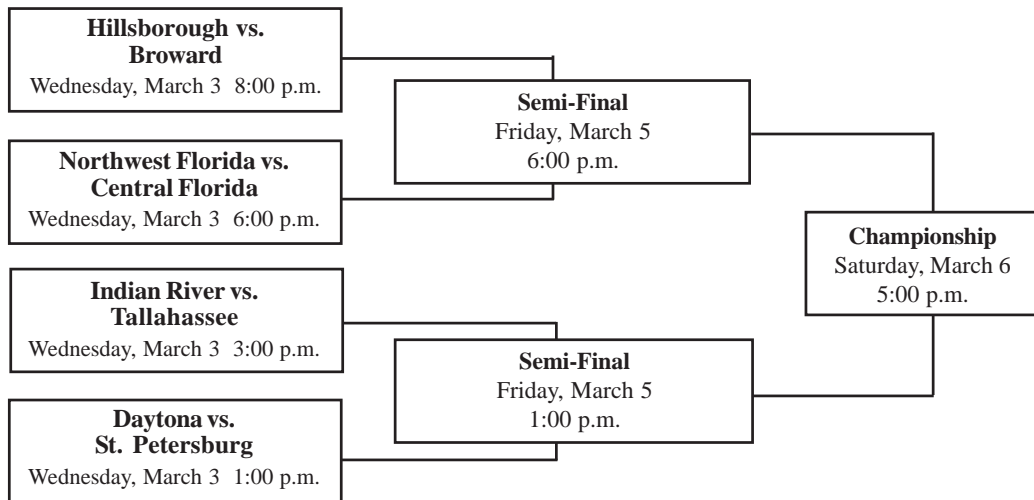 Hillsborough vs.
Broward
Wednesday, March 3  8:00 p.m.
Northwest Florida vs.
Central Florida
Wednesday, March 3  6:00 p.m.
Indian River vs.
Tallahassee
Wednesday, March 3  3:00 p.m.
Daytona vs.
St. Petersburg
Wednesday, March 3  1:00 p.m.
Semi-Final
Friday, March 5
6:00 p.m.
Semi-Final
Friday, March 5
1:00 p.m.
Championship
Saturday, March 6
5:00 p.m.